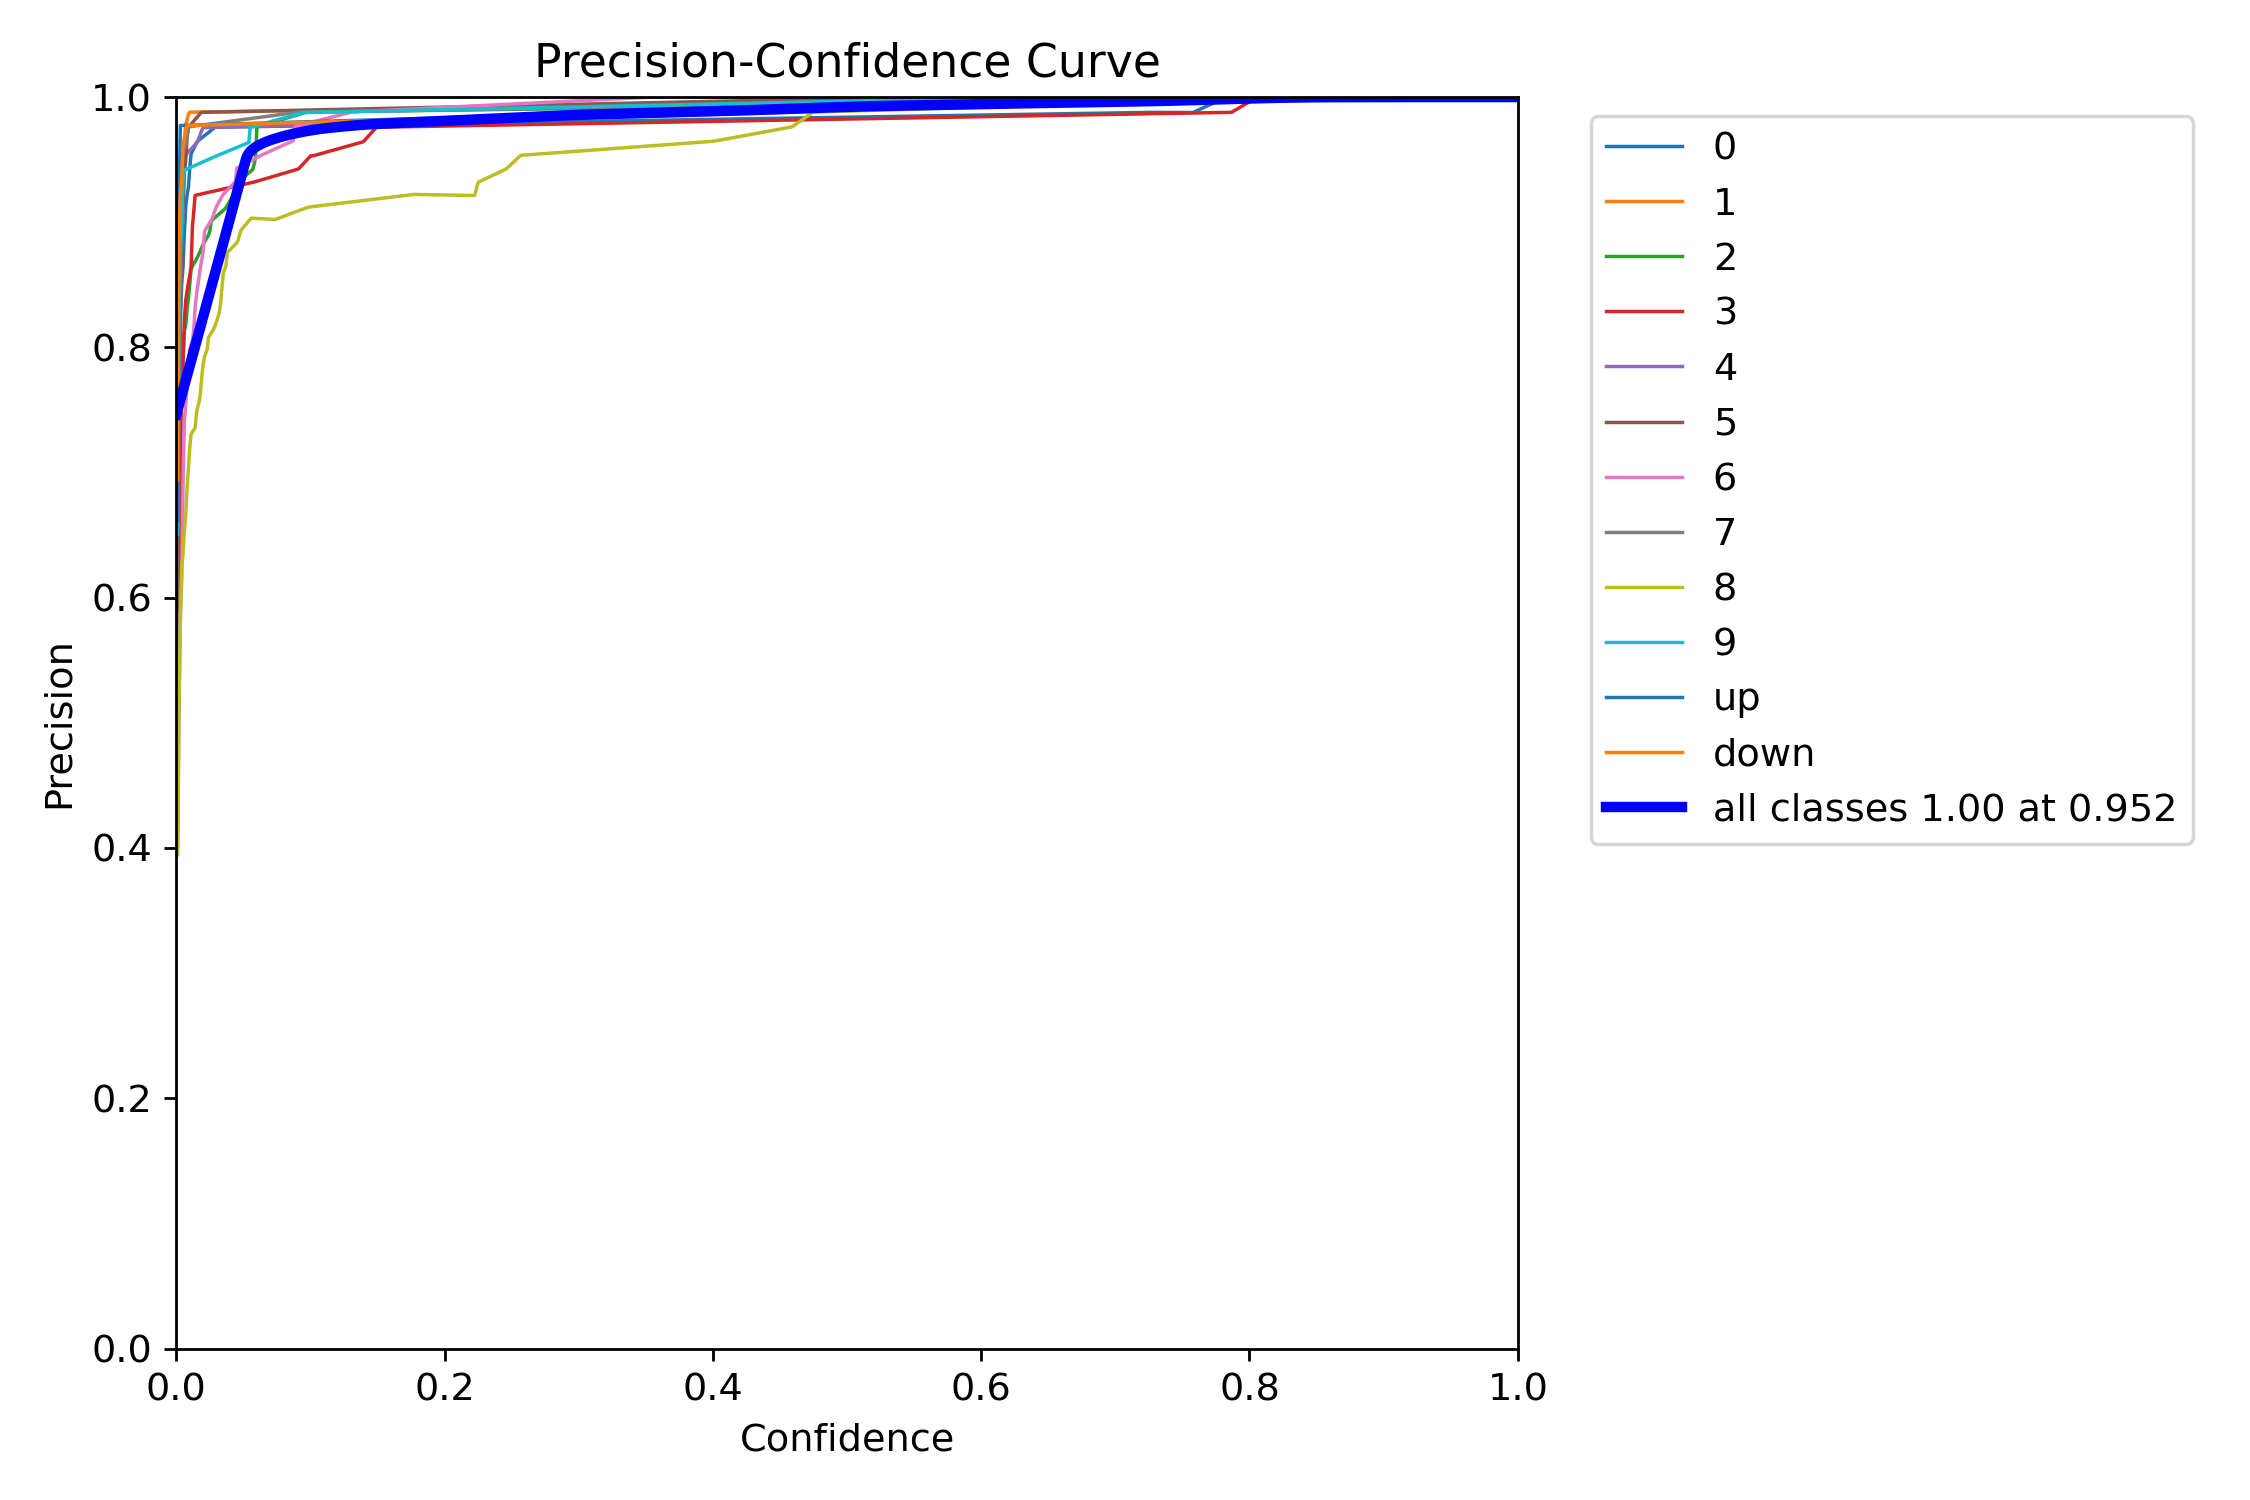 Precision-Confidence Curve
1.0
0.8
0.6
0.4
0.2
0.0
Precision
0.0 0.2 0.4 0.6 0.8 1.0
Confidence
0
1
2
3
4
5
6
7
8
9
up
down
all classes 1.00 at 0.952